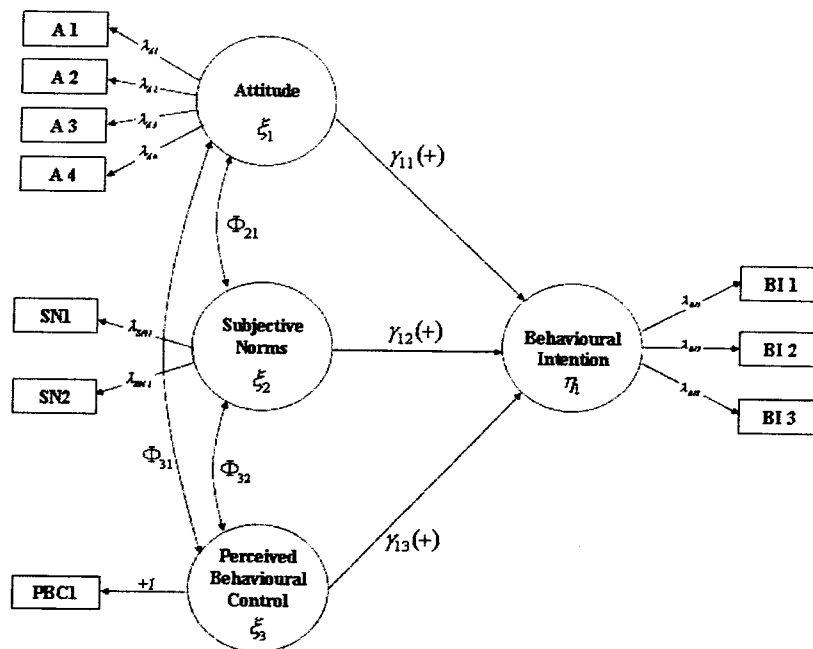 A 1
A 2
A 3
A 4
Attitude
ξ₁
γ₁₁(+)
Φ₂₁
SN1
SN2
Subjective
Norms
ξ₂
γ₁₂(+)
Behavioural
Intention
η₁
BI 1
BI 2
BI 3
Φ₃₁
Φ₃₂
γ₁₃(+)
PBC1
+1
Perceived
Behavioural
Control
ξ₃